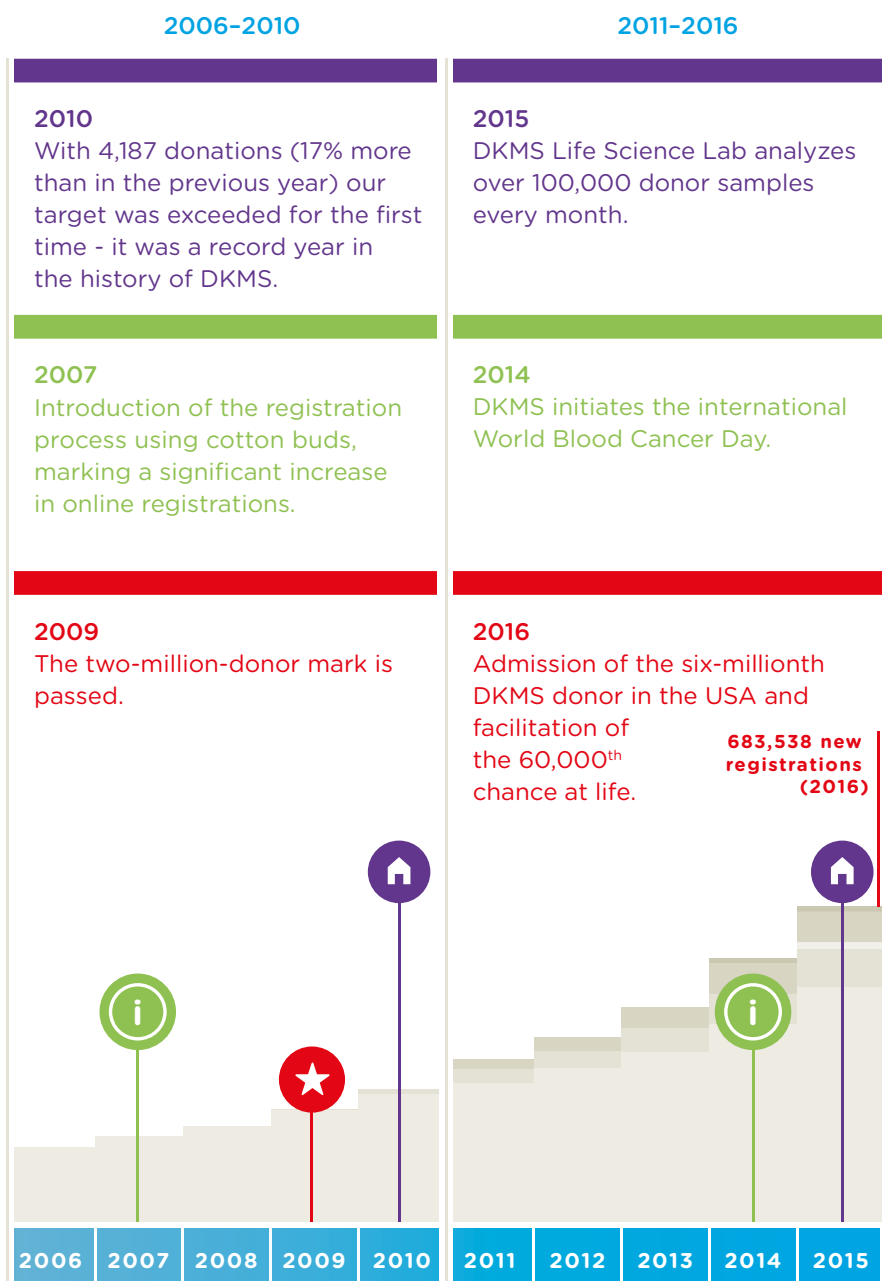 2006–2010
2010
With 4,187 donations (17% more
than in the previous year) our
target was exceeded for the first
time - it was a record year in
the history of DKMS.
2007
Introduction of the registration
process using cotton buds,
marking a significant increase
in online registrations.
2009
The two-million-donor mark is
passed.
i
2006 2007 2008 2009 2010
2011–2016
2015
DKMS Life Science Lab analyzes
over 100,000 donor samples
every month.
2014
DKMS initiates the international
World Blood Cancer Day.
2016
Admission of the six-millionth
DKMS donor in the USA and
facilitation of
the 60,000th
chance at life.
683,538 new
registrations
(2016)
i
2011 2012 2013 2014 2015